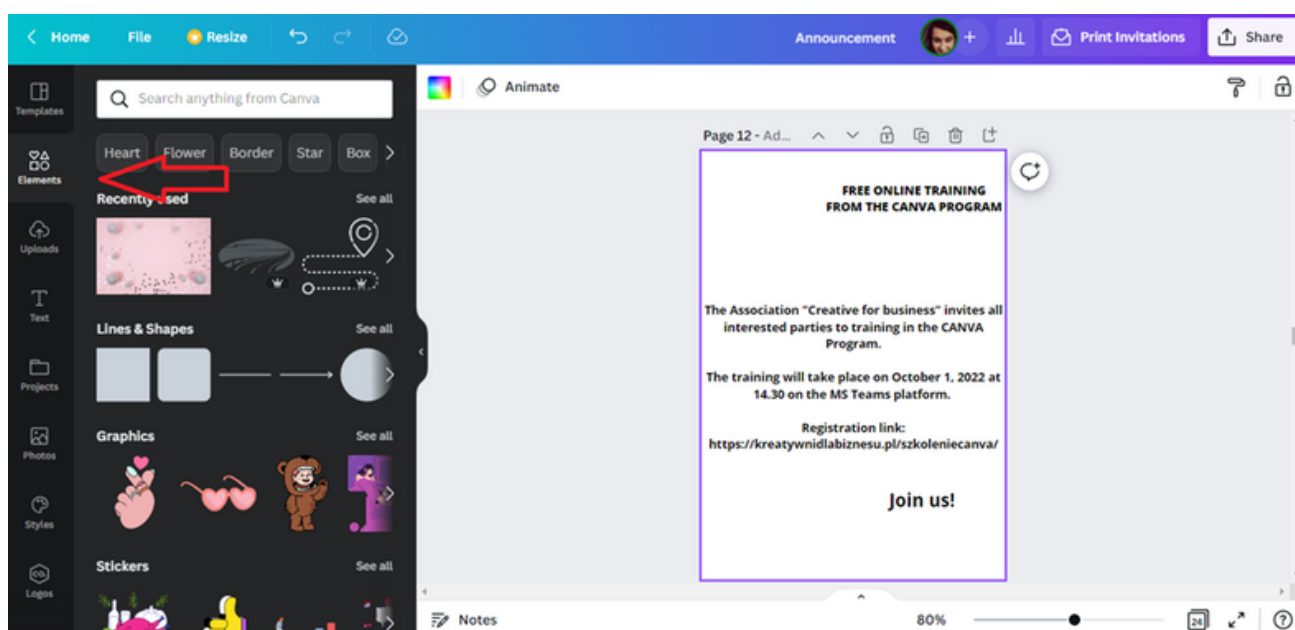 Home File Resize Announcement + Print Invitations Share
Templates
Elements
Uploads
Text
Projects
Photos
Styles
CO.
Logos
Search anything from Canva
Heart Flower Border Star Box
Recently used See all
Lines & Shapes See all
Graphics See all
Stickers See all
Animate
Page 12 - Ad...
FREE ONLINE TRAINING
FROM THE CANVA PROGRAM
The Association "Creative for business" invites all
interested parties to training in the CANVA
Program.
The training will take place on October 1, 2022 at
14.30 on the MS Teams platform.
Registration link:
https://kreatywnidlabiznesu.pl/szkoleniecanva/
Join us!
Notes 80% 24 ?